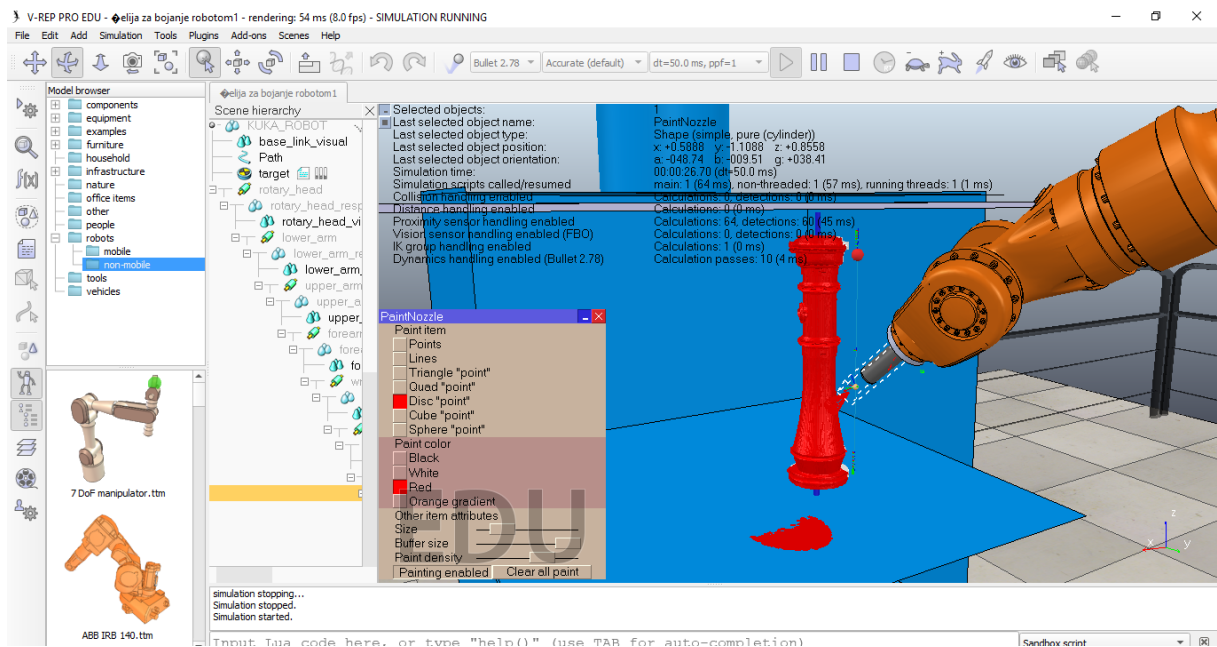 V-REP PRO EDU - �elija za bojanje robotom1 - rendering: 54 ms (8.0 fps) - SIMULATION RUNNING
File Edit Add Simulation Tools Plugins Add-ons Scenes Help
Bullet 2.78 Accurate (default) dt=50.0 ms, ppf=1
Model browser
components
equipment
examples
furniture
household
infrastructure
nature
office items
other
people
robots
mobile
non-mobile
tools
vehicles
7 DoF manipulator.ttm
ABB IRB 140.ttm
�elija za bojanje robotom1
Scene hierarchy
KUKA_ROBOT
base_link_visual
Path
target
rotary_head
rotary_head_resp
rotary_head_vi
lower_arm
lower_arm_re
lower_arm_
upper_arm
upper_a
upper_
forearm
fore
fo
wr
Selected objects: 1
Last selected object name: PaintNozzle
Last selected object type: Shape (simple, pure (cylinder))
Last selected object position: x: +0.5888 y: -1.1088 z: +0.8558
Last selected object orientation: a: -048.74 b: -009.51 g: +038.41
Simulation time: 00:00:26.70 (dt=50.0 ms)
Simulation scripts called/resumed main: 1 (64 ms), non-threaded: 1 (57 ms), running threads: 1 (1 ms)
Collision handling enabled Calculations: 0, detections: 0 (0 ms)
Distance handling enabled Calculations: 0 (0 ms)
Proximity sensor handling enabled Calculations: 64, detections: 60 (45 ms)
Vision sensor handling enabled (FBO) Calculations: 0, detections: 0 (0 ms)
IK group handling enabled Calculations: 1 (0 ms)
Dynamics handling enabled (Bullet 2.78) Calculation passes: 10 (4 ms)
PaintNozzle
Paint item
Points
Lines
Triangle "point"
Quad "point"
Disc "point"
Cube "point"
Sphere "point"
Paint color
Black
White
Red
Orange gradient
Other item attributes
Size
Buffer size
Paint density
Painting enabled Clear all paint
EDU
z
x y
simulation stopping...
Simulation stopped.
Simulation started.
Input Lua code here, or type "help()" (use TAB for auto-completion)
Sandbox script